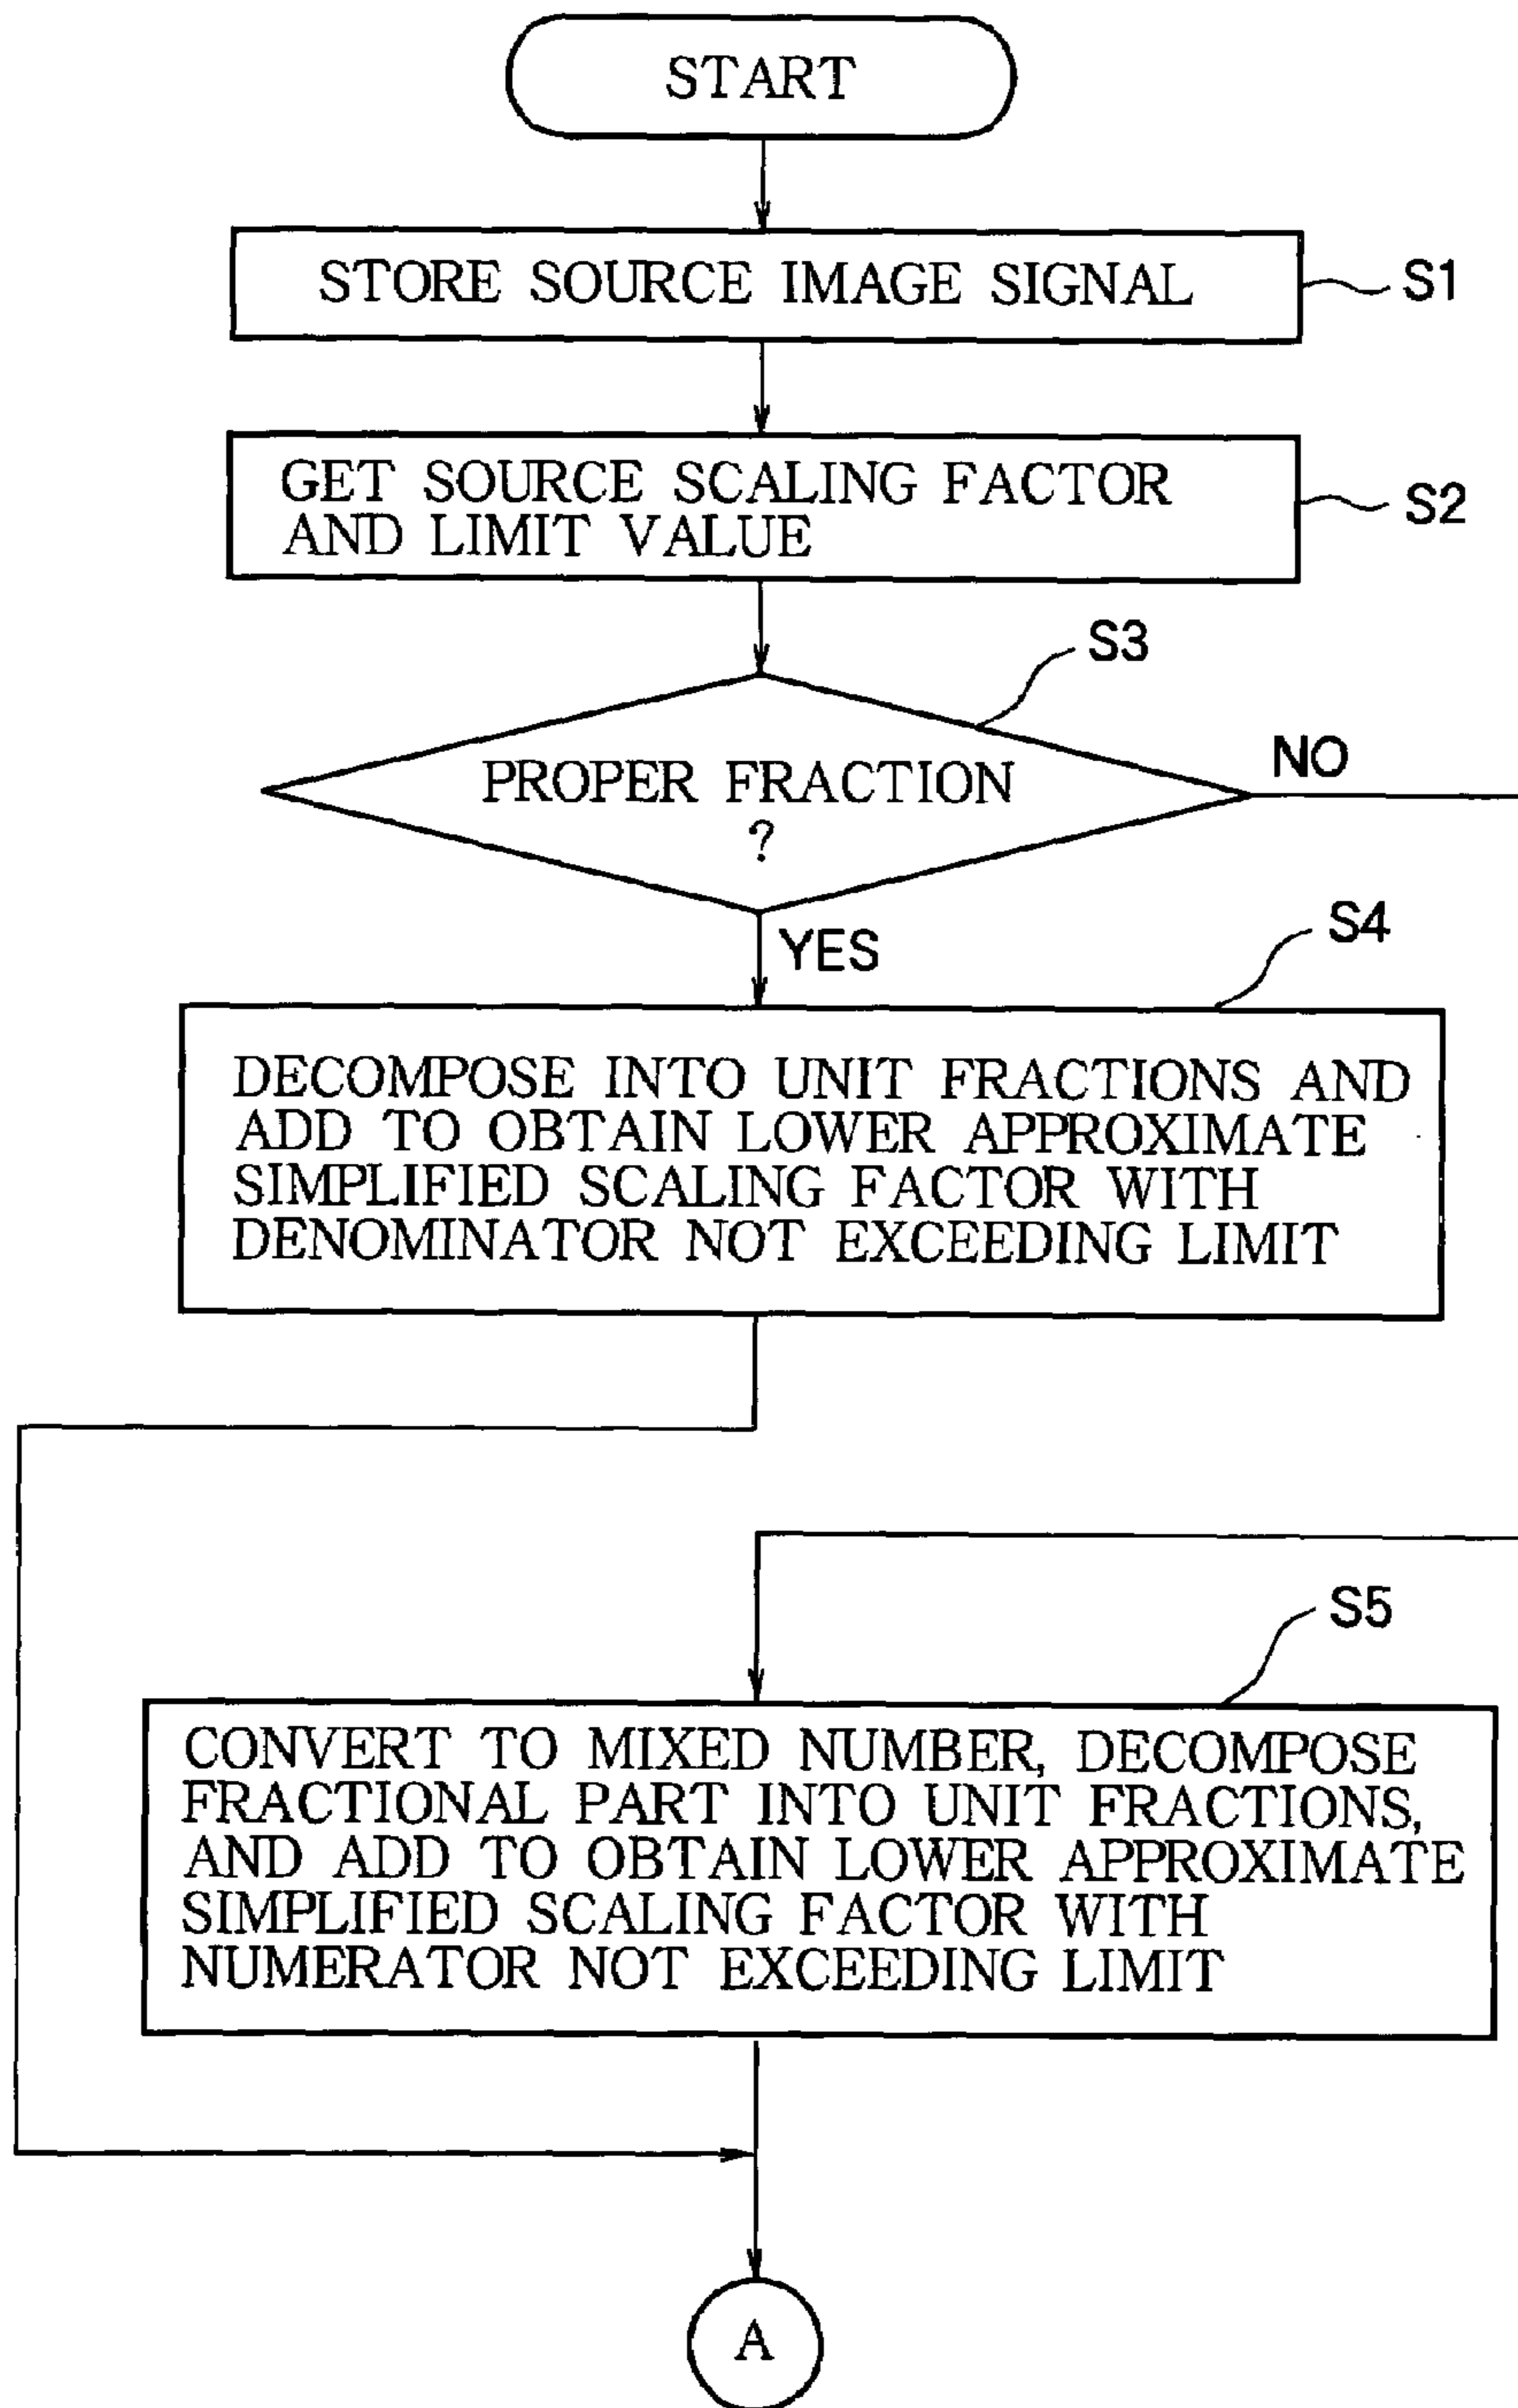 START
STORE SOURCE IMAGE SIGNAL
S1
GET SOURCE SCALING FACTOR
AND LIMIT VALUE
S2
S3
PROPER FRACTION
?
NO
YES
S4
DECOMPOSE INTO UNIT FRACTIONS AND
ADD TO OBTAIN LOWER APPROXIMATE
SIMPLIFIED SCALING FACTOR WITH
DENOMINATOR NOT EXCEEDING LIMIT
S5
CONVERT TO MIXED NUMBER, DECOMPOSE
FRACTIONAL PART INTO UNIT FRACTIONS,
AND ADD TO OBTAIN LOWER APPROXIMATE
SIMPLIFIED SCALING FACTOR WITH
NUMERATOR NOT EXCEEDING LIMIT
A